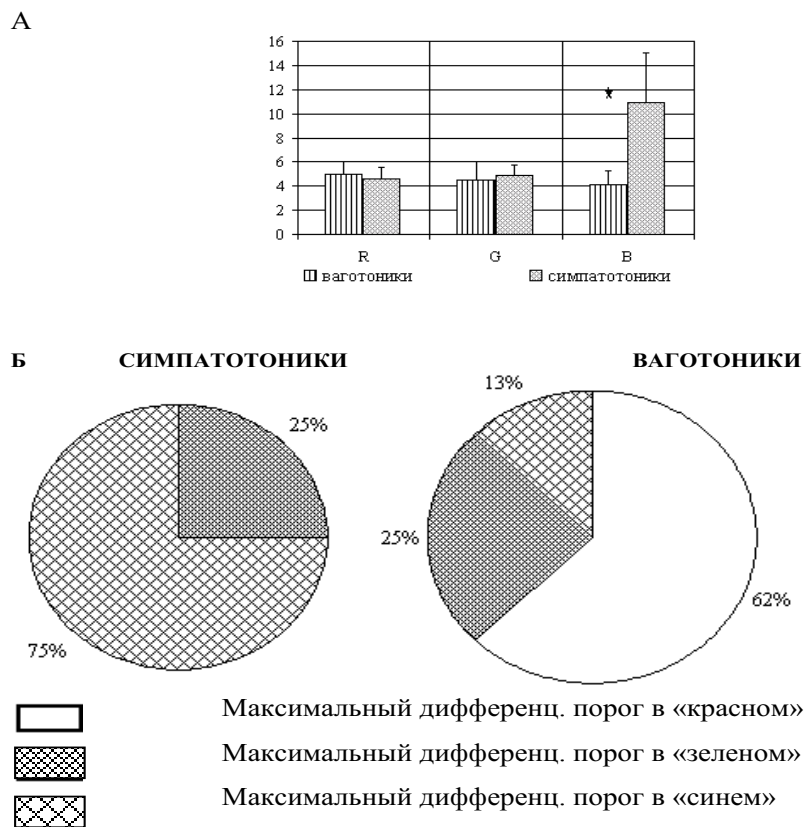 А
16
14
12
10
8
6
4
2
0
*
R G B
ваготоники симпатотоники
Б СИМПАТОТОНИКИ ВАГОТОНИКИ
25%
75%
13%
25%
62%
Максимальный дифференц. порог в «красном»
Максимальный дифференц. порог в «зеленом»
Максимальный дифференц. порог в «синем»